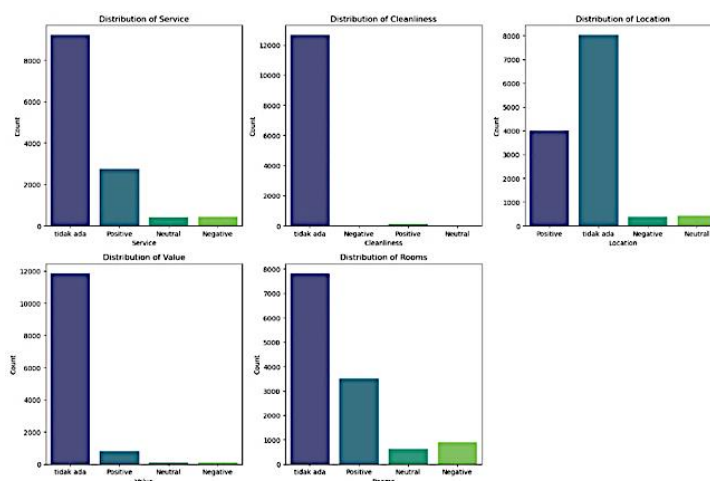 Distribution of Service
Count
8000
6000
4000
2000
0
tidak ada Positive Neutral Negative
Service
Distribution of Cleanliness
Count
12000
10000
8000
6000
4000
2000
0
tidak ada Negative Positive Neutral
Cleanliness
Distribution of Location
Count
8000
7000
6000
5000
4000
3000
2000
1000
0
Positive tidak ada Negative Neutral
Location
Distribution of Value
Count
12000
10000
8000
6000
4000
2000
0
tidak ada Positive Neutral Negative
Distribution of Rooms
Count
8000
7000
6000
5000
4000
3000
2000
1000
0
tidak ada Positive Neutral Negative